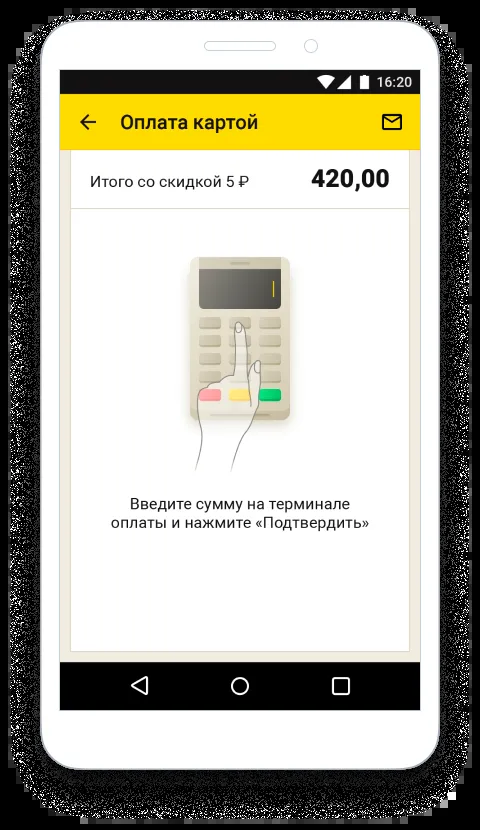 16:20
Оплата картой
Итого со скидкой 5 ₽ 420,00
Введите сумму на терминале
оплаты и нажмите «Подтвердить»